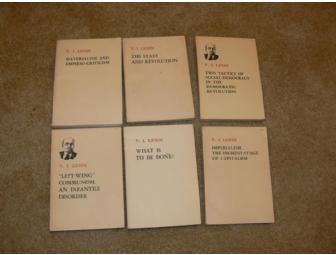 V. I. LENIN
MATERIALISM AND
EMPIRIO-CRITICISM
V. I. LENIN
THE STATE
AND REVOLUTION
V. I. LENIN
TWO TACTICS OF
SOCIAL-DEMOCRACY
IN THE
DEMOCRATIC
REVOLUTION
V. I. LENIN
"LEFT-WING"
COMMUNISM,
AN INFANTILE
DISORDER
V. I. LENIN
WHAT IS
TO BE DONE?
V. I. LENIN
IMPERIALISM,
THE HIGHEST STAGE
OF CAPITALISM